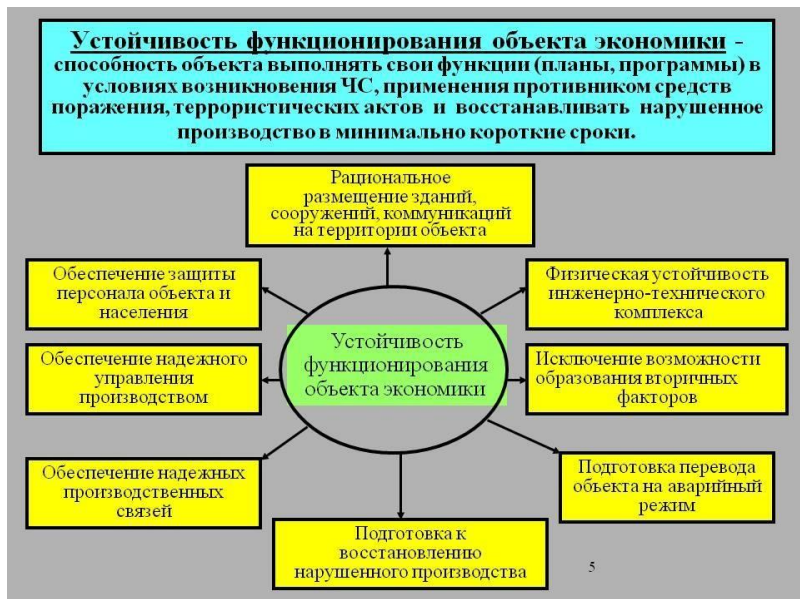 Устойчивость функционирования объекта экономики -
способность объекта выполнять свои функции (планы, программы) в
условиях возникновения ЧС, применения противником средств
поражения, террористических актов и восстанавливать нарушенное
производство в минимально короткие сроки.
Рациональное
размещение зданий,
сооружений, коммуникаций
на территории объекта
Обеспечение защиты
персонала объекта и
населения
Физическая устойчивость
инженерно-технического
комплекса
Устойчивость
функционирования
объекта экономики
Обеспечение надежного
управления
производством
Исключение возможности
образования вторичных
факторов
Обеспечение надежных
производственных
связей
Подготовка перевода
объекта на аварийный
режим
Подготовка к
восстановлению
нарушенного производства
5